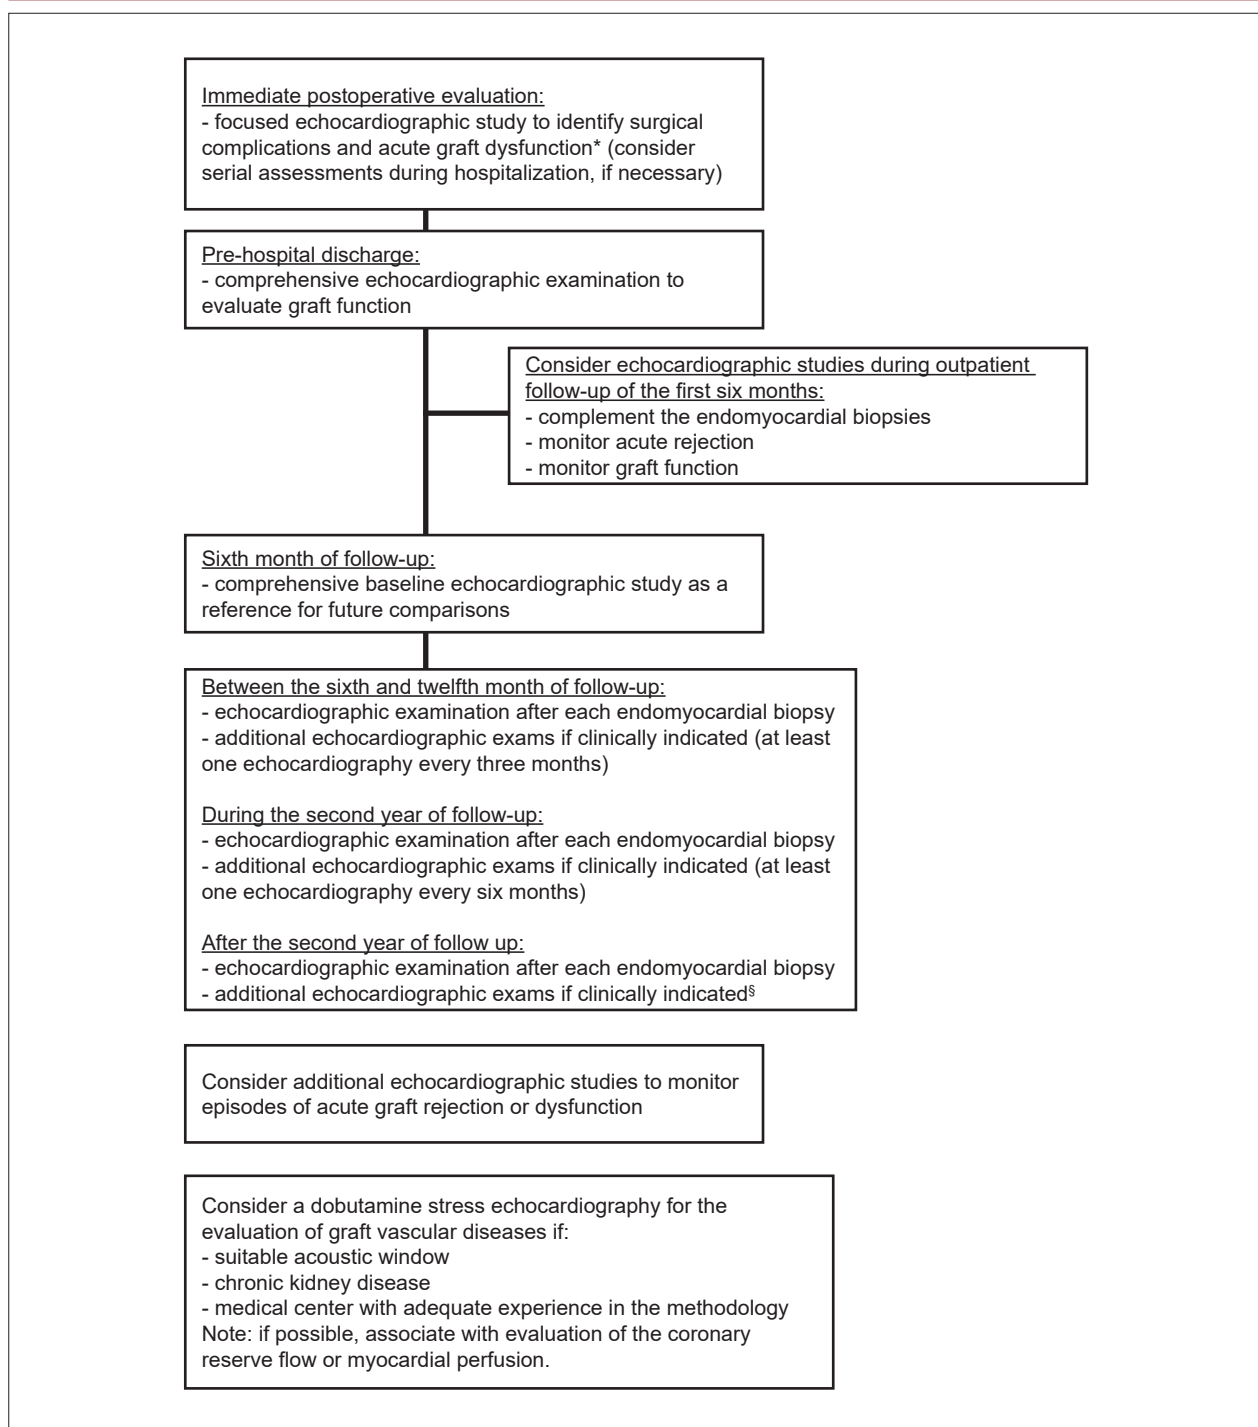 Immediate postoperative evaluation:
- focused echocardiographic study to identify surgical
complications and acute graft dysfunction* (consider
serial assessments during hospitalization, if necessary)
Pre-hospital discharge:
- comprehensive echocardiographic examination to
evaluate graft function
Consider echocardiographic studies during outpatient
follow-up of the first six months:
- complement the endomyocardial biopsies
- monitor acute rejection
- monitor graft function
Sixth month of follow-up:
- comprehensive baseline echocardiographic study as a
reference for future comparisons
Between the sixth and twelfth month of follow-up:
- echocardiographic examination after each endomyocardial biopsy
- additional echocardiographic exams if clinically indicated (at least
one echocardiography every three months)
During the second year of follow-up:
- echocardiographic examination after each endomyocardial biopsy
- additional echocardiographic exams if clinically indicated (at least
one echocardiography every six months)
After the second year of follow up:
- echocardiographic examination after each endomyocardial biopsy
- additional echocardiographic exams if clinically indicated§
Consider additional echocardiographic studies to monitor
episodes of acute graft rejection or dysfunction
Consider a dobutamine stress echocardiography for the
evaluation of graft vascular diseases if:
- suitable acoustic window
- chronic kidney disease
- medical center with adequate experience in the methodology
Note: if possible, associate with evaluation of the coronary
reserve flow or myocardial perfusion.